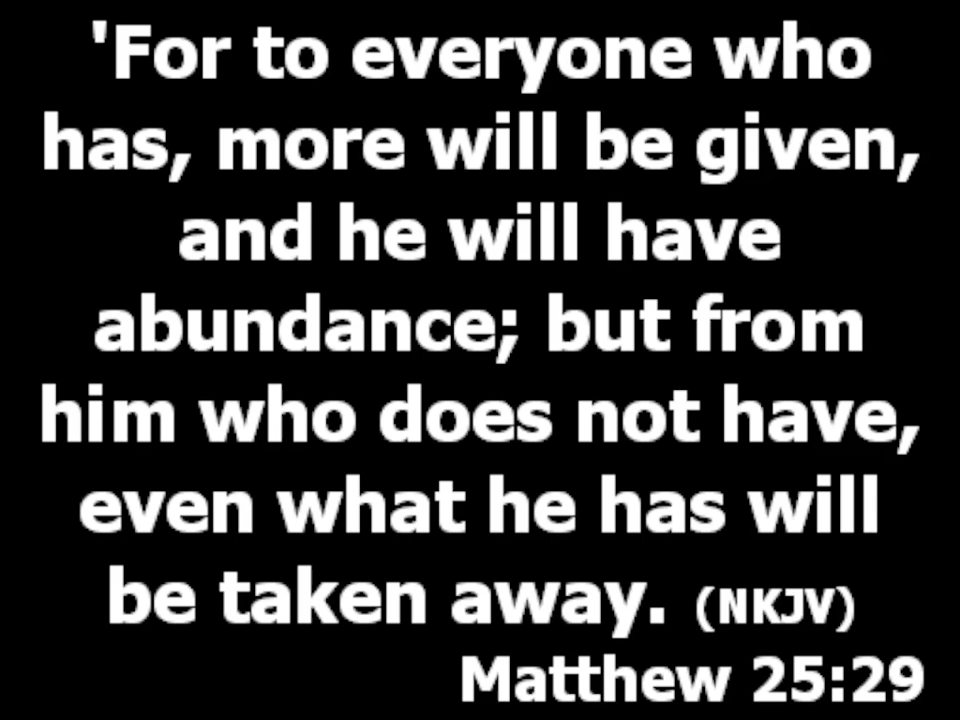 'For to everyone who
has, more will be given,
and he will have
abundance; but from
him who does not have,
even what he has will
be taken away. (NKJV)
Matthew 25:29